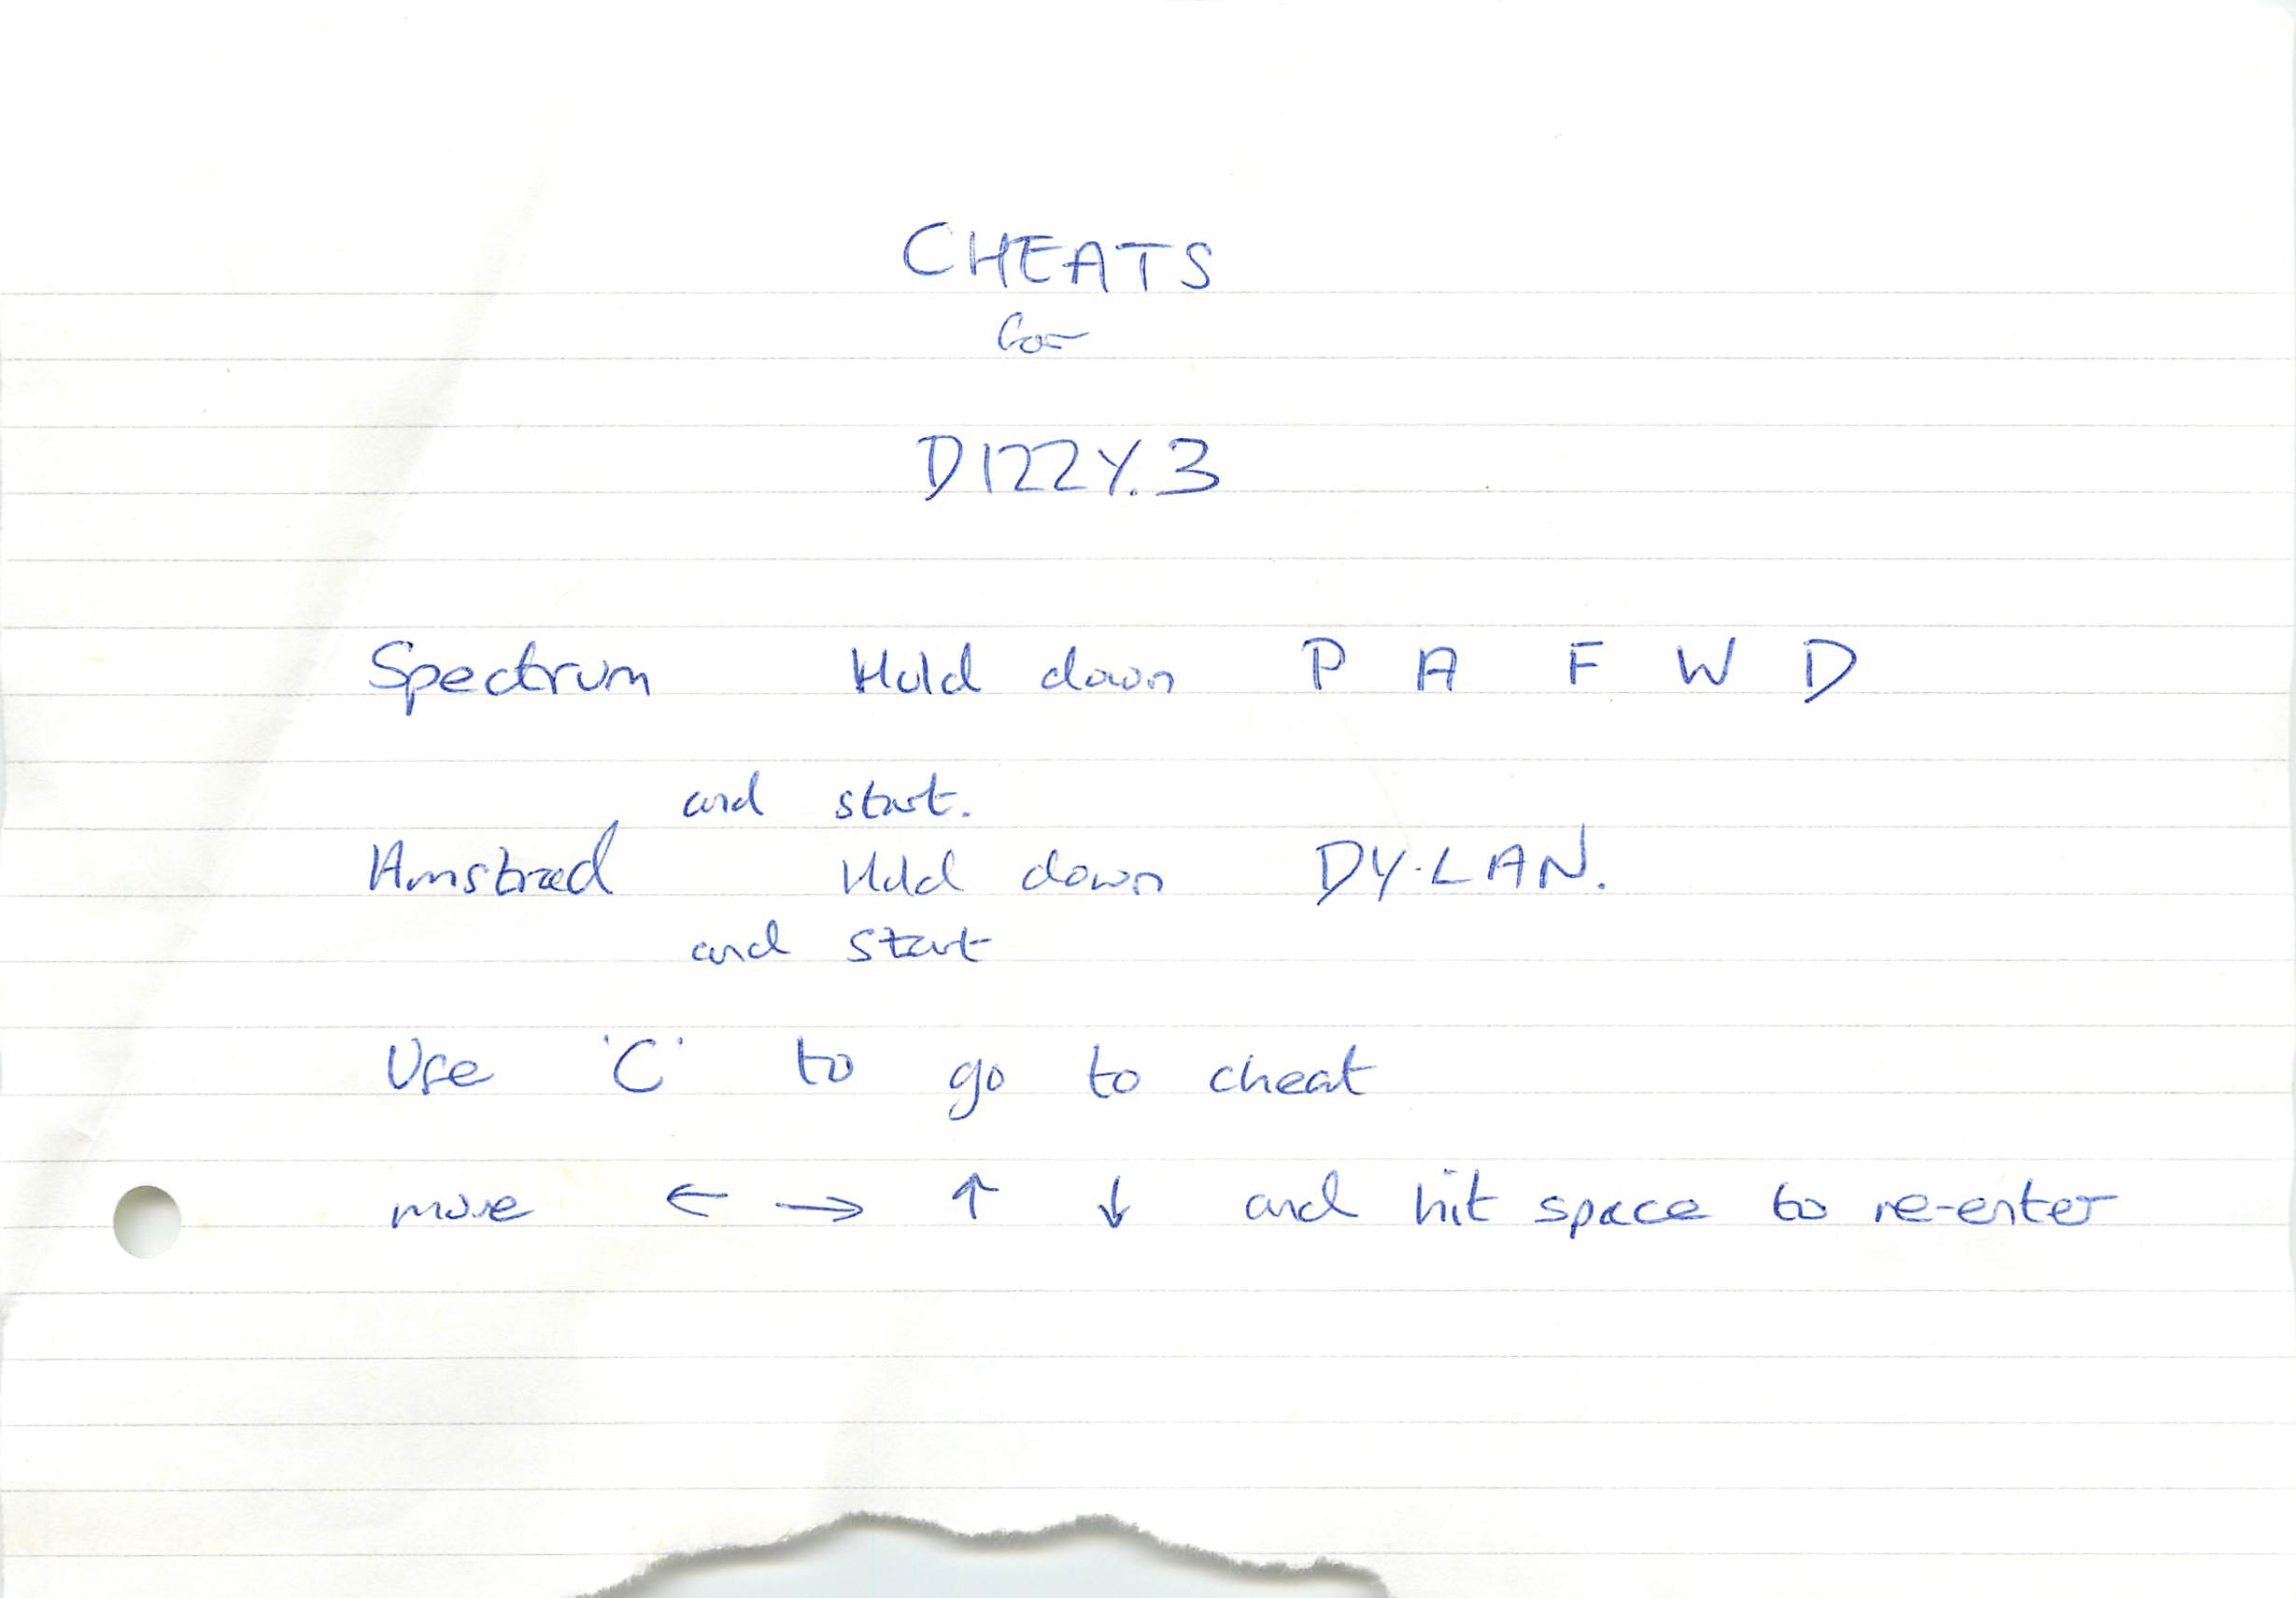 CHEATS
for
DIZZY.3
Spectrum Hold down P A F W D
and start.
Amstrad Hold down DY.LAN.
and start
Use 'C' to go to cheat
move ← → ↑ ↓ and hit space to re-enter